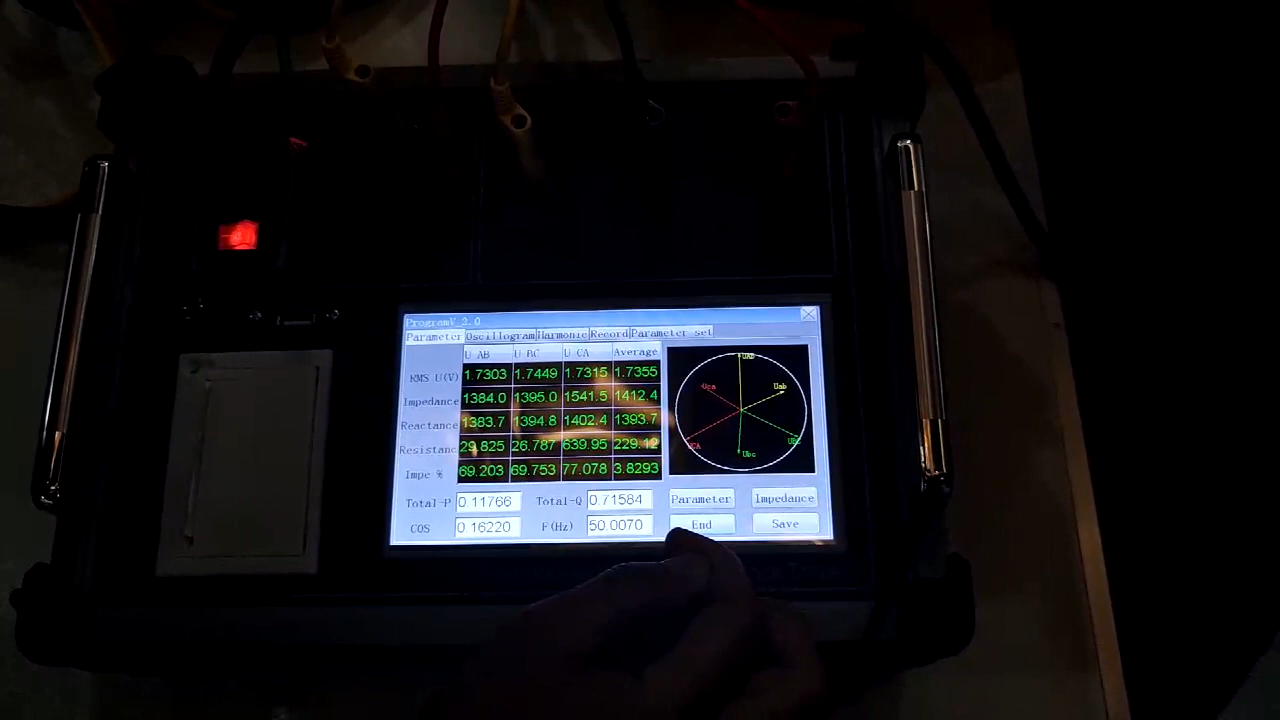 ProgramV_2.0
Parameter Oscillogram Harmonic Record Parameter set
U AB U BC U CA Average
RMS U(V) 1.7303 1.7449 1.7315 1.7355
Impedance 1384.0 1395.0 1541.5 1412.4
Reactance 1383.7 1394.8 1402.4 1393.7
Resistanc 29.825 26.787 639.95 229.12
Impe % 69.203 69.753 77.078 3.8293
Total-P 0.11766 Total-Q 0.71584
COS 0.16220 F(Hz) 50.0070
UAB
Uca Uab
UCA Ubc UBC
Parameter Impedance
End Save